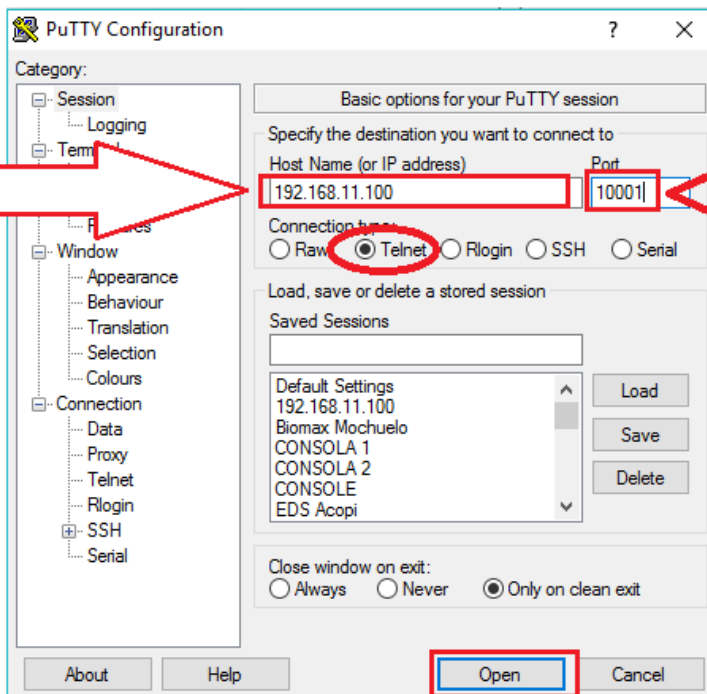 PuTTY Configuration
?
Category:
Session
Logging
Window
Appearance
Behaviour
Translation
Selection
Colours
Connection
Data
Proxy
Telnet
Rlogin
SSH
Serial
Basic options for your PuTTY session
Specify the destination you want to connect to
Host Name (or IP address) Port
192.168.11.100 10001
Connection type:
Raw Telnet Rlogin SSH Serial
Load, save or delete a stored session
Saved Sessions
Default Settings
192.168.11.100
Biomax Mochuelo
CONSOLA 1
CONSOLA 2
CONSOLE
EDS Acopi
Load
Save
Delete
Close window on exit:
Always Never Only on clean exit
About Help Open Cancel